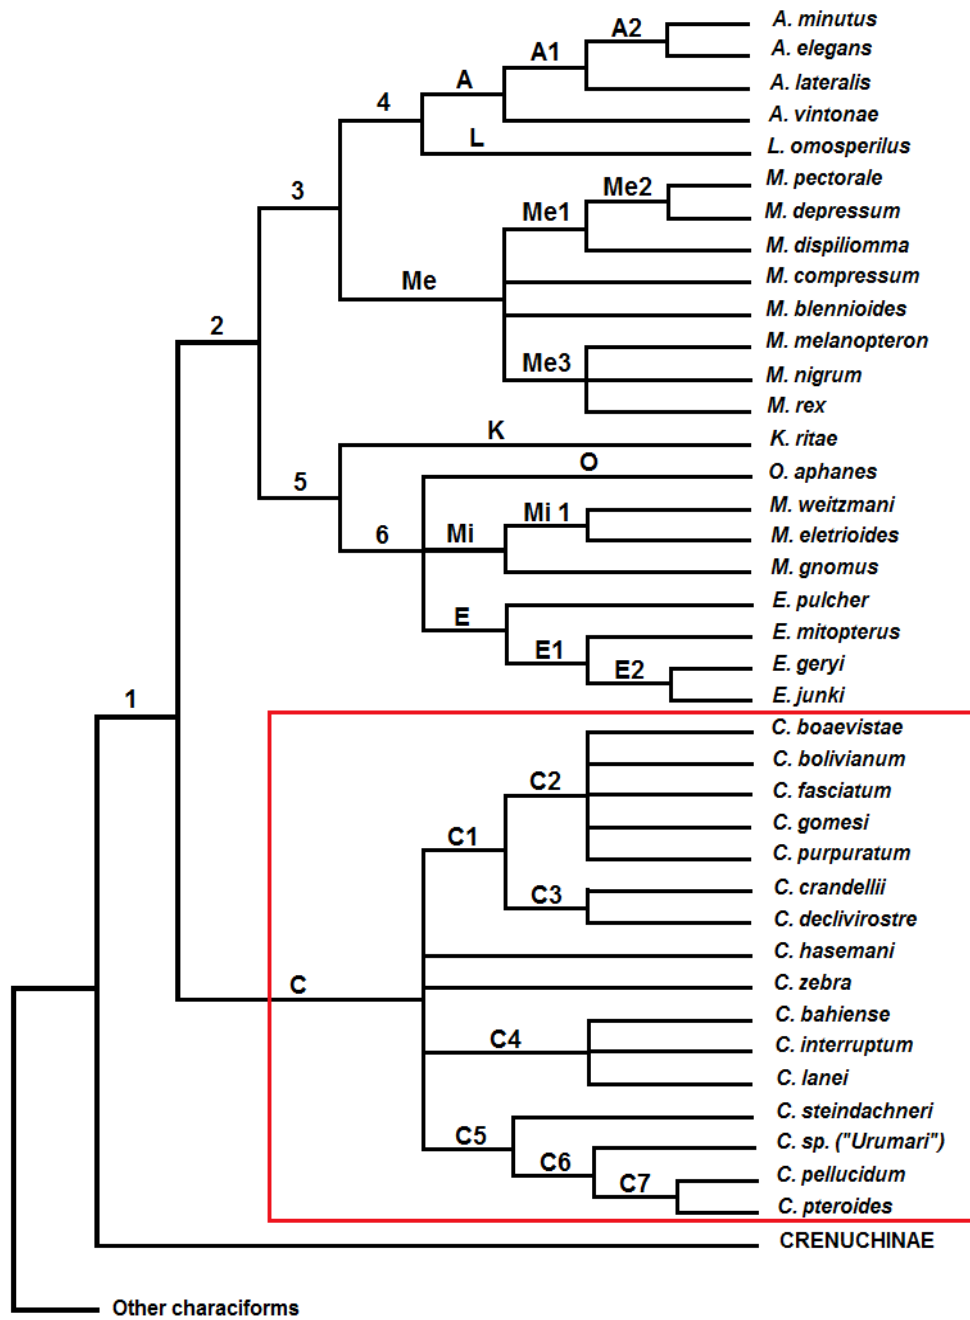 A. minutus
A2
A. elegans
A1
A. lateralis
A
4
A. vintonae
L
L. omosperilus
M. pectorale
Me2
3
M. depressum
Me1
M. dispiliomma
Me
M. compressum
M. blennioides
2
M. melanopteron
Me3
M. nigrum
M. rex
K
K. ritae
O
O. aphanes
5
M. weitzmani
Mi 1
6
Mi
M. eletrioides
M. gnomus
E. pulcher
E
E. mitopterus
E1
E2
E. geryi
1
E. junki
C. boaevistae
C. bolivianum
C2
C. fasciatum
C. gomesi
C1
C. purpuratum
C. crandellii
C3
C. declivirostre
C. hasemani
C
C. zebra
C. bahiense
C4
C. interruptum
C. lanei
C. steindachneri
C5
C. sp. ("Urumari")
C6
C. pellucidum
C7
C. pteroides
CRENUCHINAE
Other characiforms